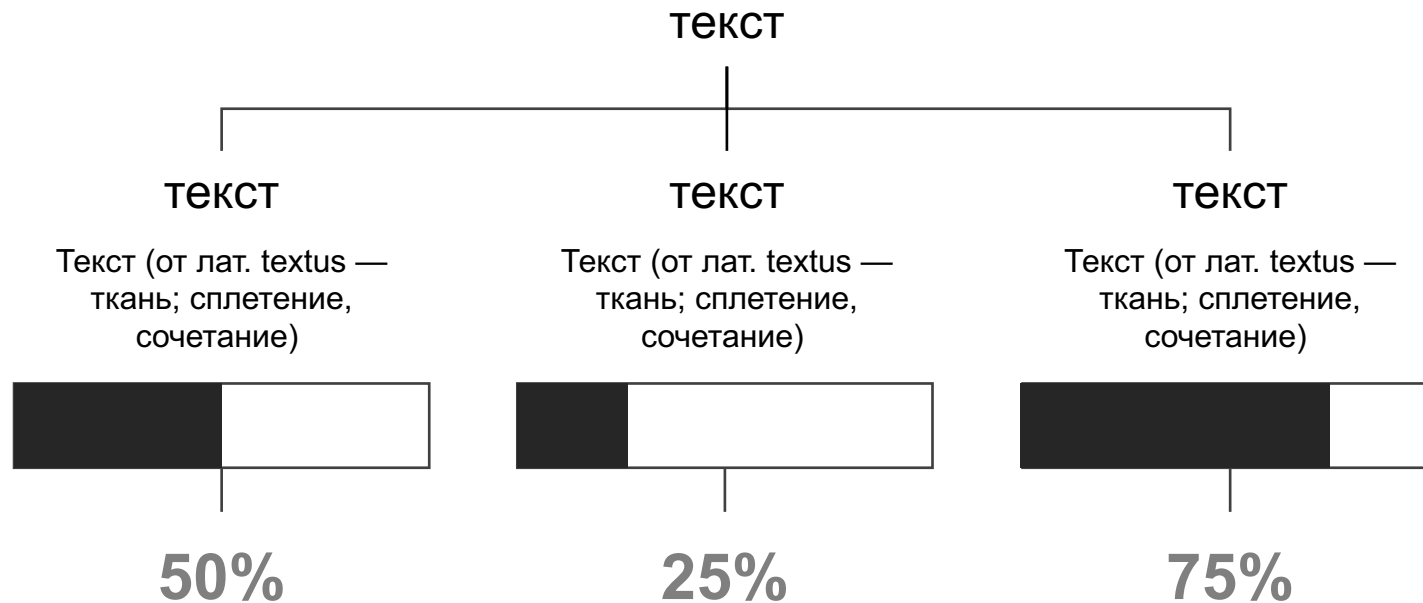 текст
текст
Текст (от лат. textus —
ткань; сплетение,
сочетание)
50%
текст
Текст (от лат. textus —
ткань; сплетение,
сочетание)
25%
текст
Текст (от лат. textus —
ткань; сплетение,
сочетание)
75%